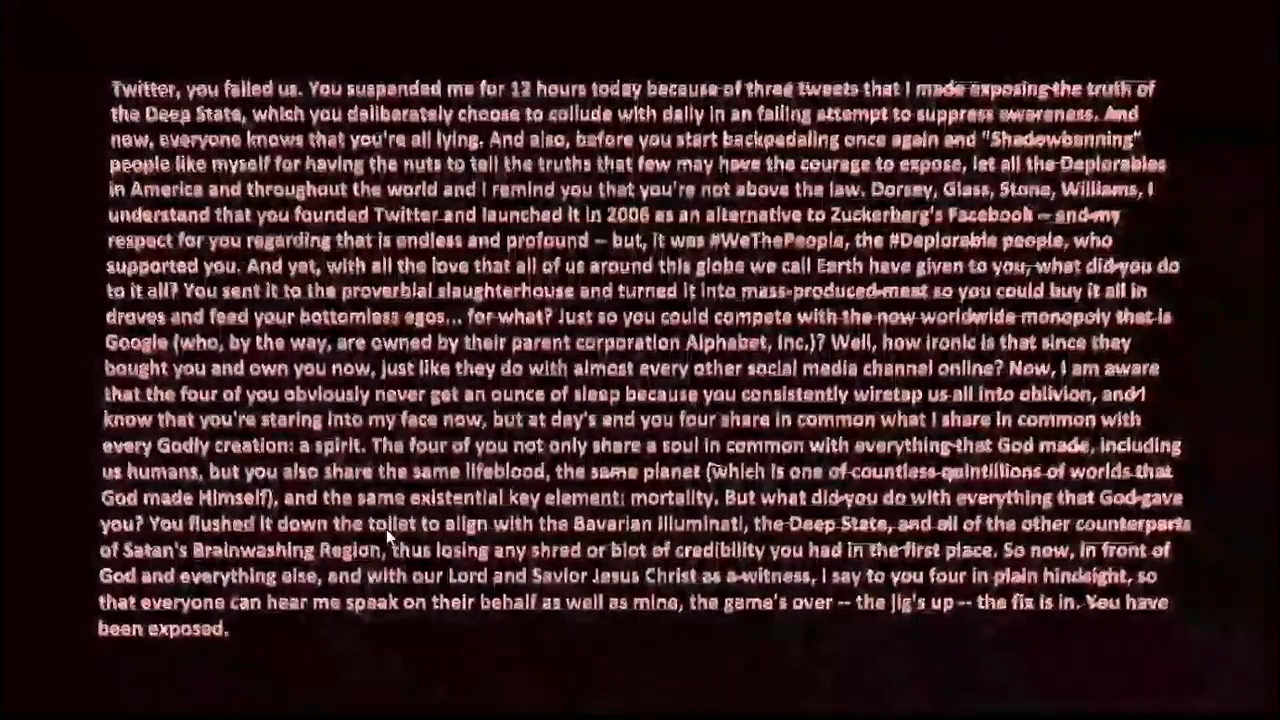 Twitter, you failed us. You suspended me for 12 hours today because of three tweets that I made exposing the truth of
the Deep State, which you deliberately choose to collude with daily in an failing attempt to suppress awareness. And
now, everyone knows that you're all lying. And also, before you start backpedaling once again and "Shadowbanning"
people like myself for having the nuts to tell the truths that few may have the courage to expose, let all the Deplorables
in America and throughout the world and I remind you that you're not above the law. Dorsey, Glass, Stone, Williams, I
understand that you founded Twitter and launched it in 2006 as an alternative to Zuckerberg's Facebook -- and my
respect for you regarding that is endless and profound -- but, it was #WeThePeople, the #Deplorable people, who
supported you. And yet, with all the love that all of us around this globe we call Earth have given to you, what did you do
to it all? You sent it to the proverbial slaughterhouse and turned it into mass-produced meat so you could buy it all in
droves and feed your bottomless egos... for what? Just so you could compete with the now worldwide monopoly that is
Google (who, by the way, are owned by their parent corporation Alphabet, Inc.)? Well, how ironic is that since they
bought you and own you now, just like they do with almost every other social media channel online? Now, I am aware
that the four of you obviously never get an ounce of sleep because you consistently wiretap us all into oblivion, and I
know that you're staring into my face now, but at day's end you four share in common what I share in common with
every Godly creation: a spirit. The four of you not only share a soul in common with everything that God made, including
us humans, but you also share the same lifeblood, the same planet (which is one of countless quintillions of worlds that
God made Himself), and the same existential key element: mortality. But what did you do with everything that God gave
you? You flushed it down the toilet to align with the Bavarian Illuminati, the Deep State, and all of the other counterparts
of Satan's Brainwashing Region, thus losing any shred or blot of credibility you had in the first place. So now, in front of
God and everything else, and with our Lord and Savior Jesus Christ as a witness, I say to you four in plain hindsight, so
that everyone can hear me speak on their behalf as well as mine, the game's over -- the jig's up -- the fix is in. You have
been exposed.